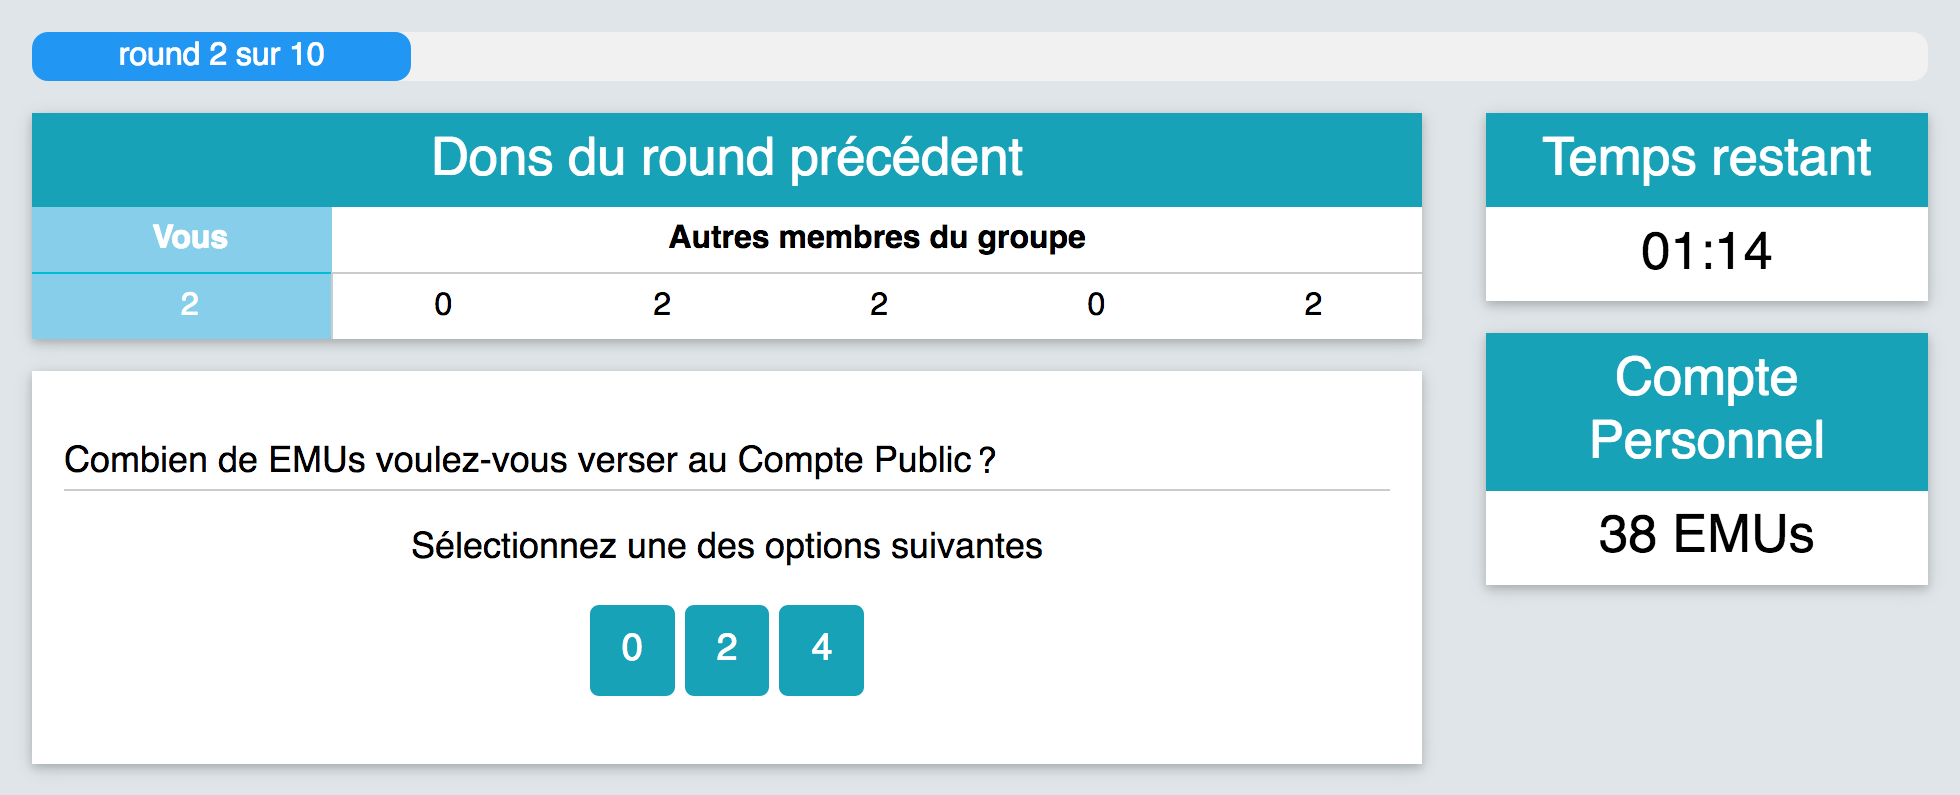 round 2 sur 10
Dons du round précédent
Vous
Autres membres du groupe
2 0 2 2 0 2
Combien de EMUs voulez-vous verser au Compte Public ?
Sélectionnez une des options suivantes
0 2 4
Temps restant
01:14
Compte
Personnel
38 EMUs